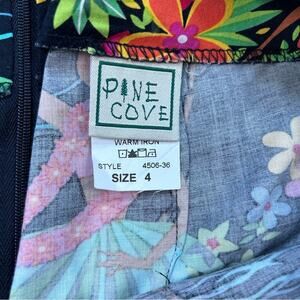 PINE
COVE
WARM IRON
STYLE 4506-36
SIZE 4